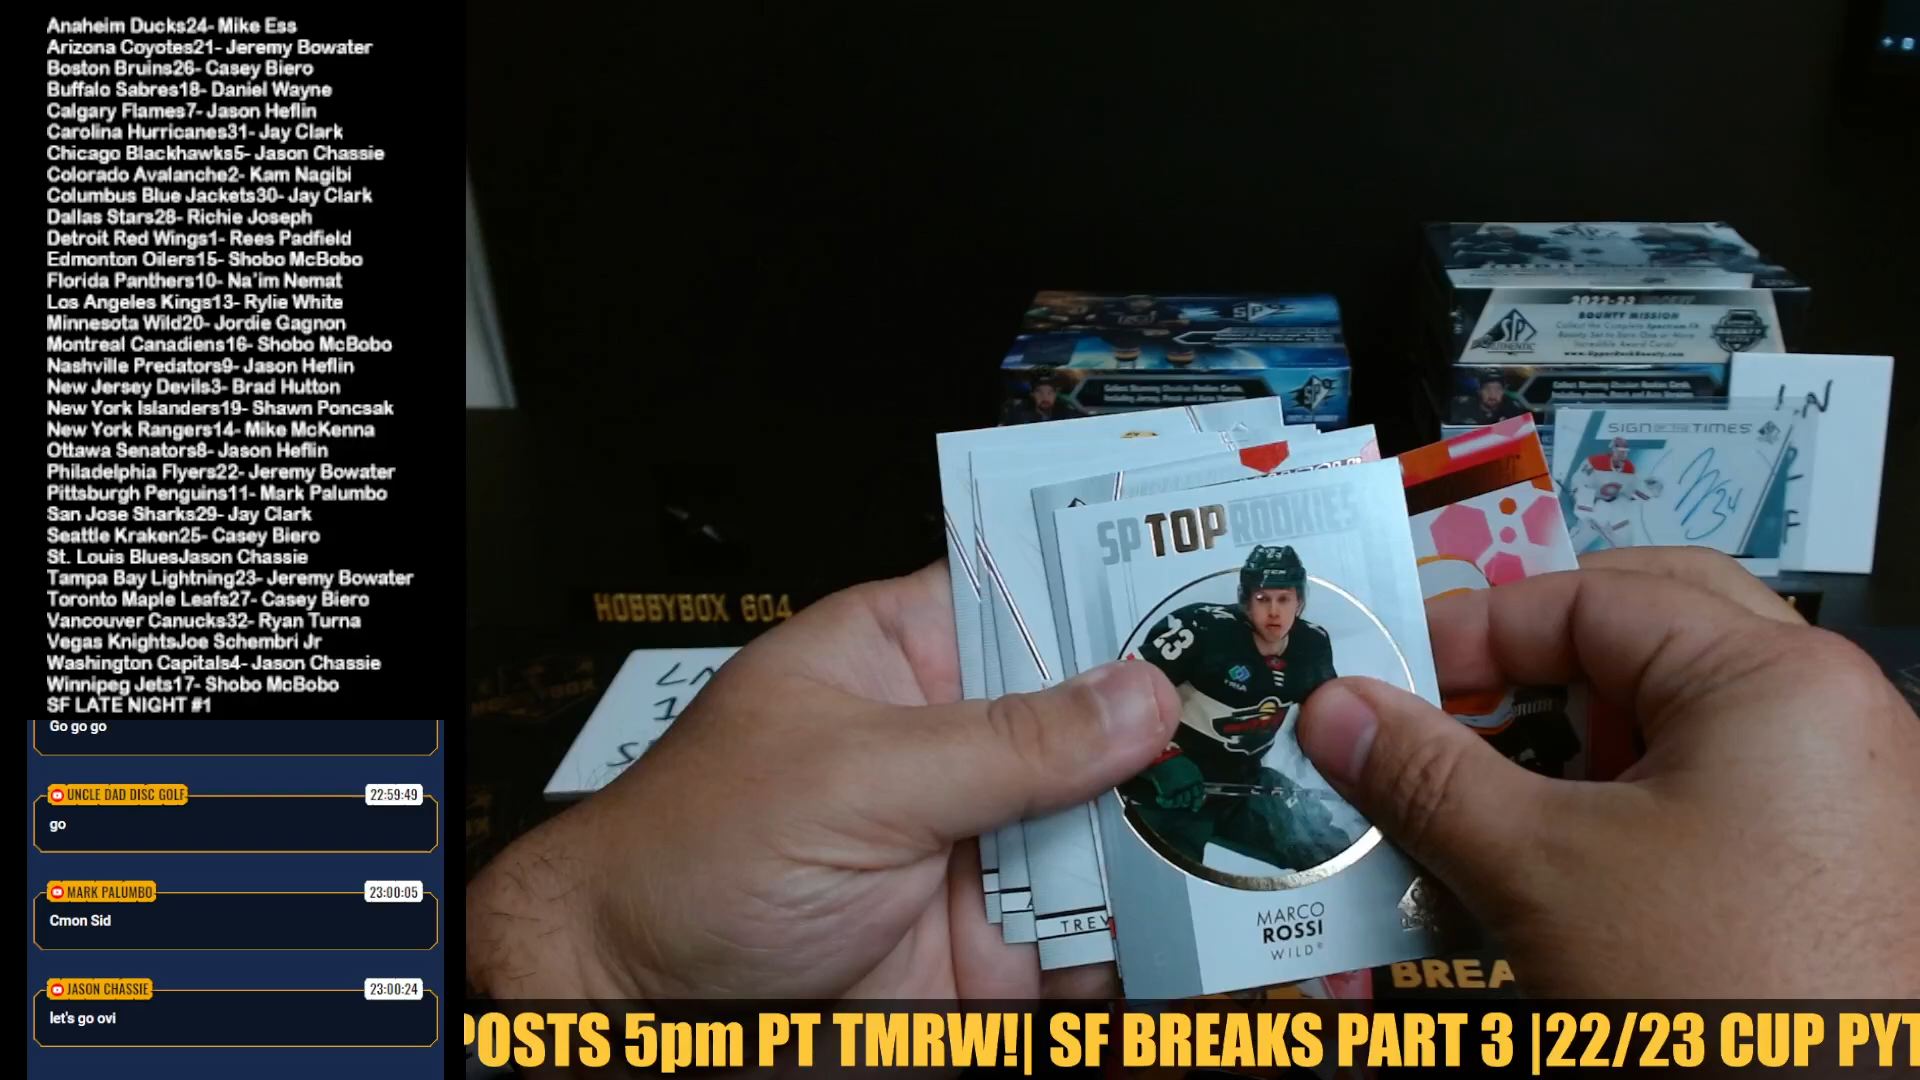 Anaheim Ducks24- Mike Ess
Arizona Coyotes21- Jeremy Bowater
Boston Bruins26- Casey Biero
Buffalo Sabres18- Daniel Wayne
Calgary Flames7- Jason Heflin
Carolina Hurricanes31- Jay Clark
Chicago Blackhawks5- Jason Chassie
Colorado Avalanche2- Kam Nagibi
Columbus Blue Jackets30- Jay Clark
Dallas Stars28- Richie Joseph
Detroit Red Wings1- Rees Padfield
Edmonton Oilers15- Shobo McBobo
Florida Panthers10- Na'im Nemat
Los Angeles Kings13- Rylie White
Minnesota Wild20- Jordie Gagnon
Montreal Canadiens16- Shobo McBobo
Nashville Predators9- Jason Heflin
New Jersey Devils3- Brad Hutton
New York Islanders19- Shawn Poncsak
New York Rangers14- Mike McKenna
Ottawa Senators8- Jason Heflin
Philadelphia Flyers22- Jeremy Bowater
Pittsburgh Penguins11- Mark Palumbo
San Jose Sharks29- Jay Clark
Seattle Kraken25- Casey Biero
St. Louis BluesJason Chassie
Tampa Bay Lightning23- Jeremy Bowater
Toronto Maple Leafs27- Casey Biero
Vancouver Canucks32- Ryan Turna
Vegas KnightsJoe Schembri Jr
Washington Capitals4- Jason Chassie
Winnipeg Jets17- Shobo McBobo
SF LATE NIGHT #1
Go go go
UNCLE DAD DISC GOLF 22:59:49
go
MARK PALUMBO 23:00:05
Cmon Sid
JASON CHASSIE 23:00:24
let's go ovi
2022-23 HOCKEY
BOUNTY MISSION
www.UpperDeckBounty.com
SIGN OF THE TIMES
HOBBYBOX 604
SP TOP ROOKIES
23
TREV
MARCO
ROSSI
WILD
BREA
POSTS 5pm PT TMRW!| SF BREAKS PART 3 |22/23 CUP PYT